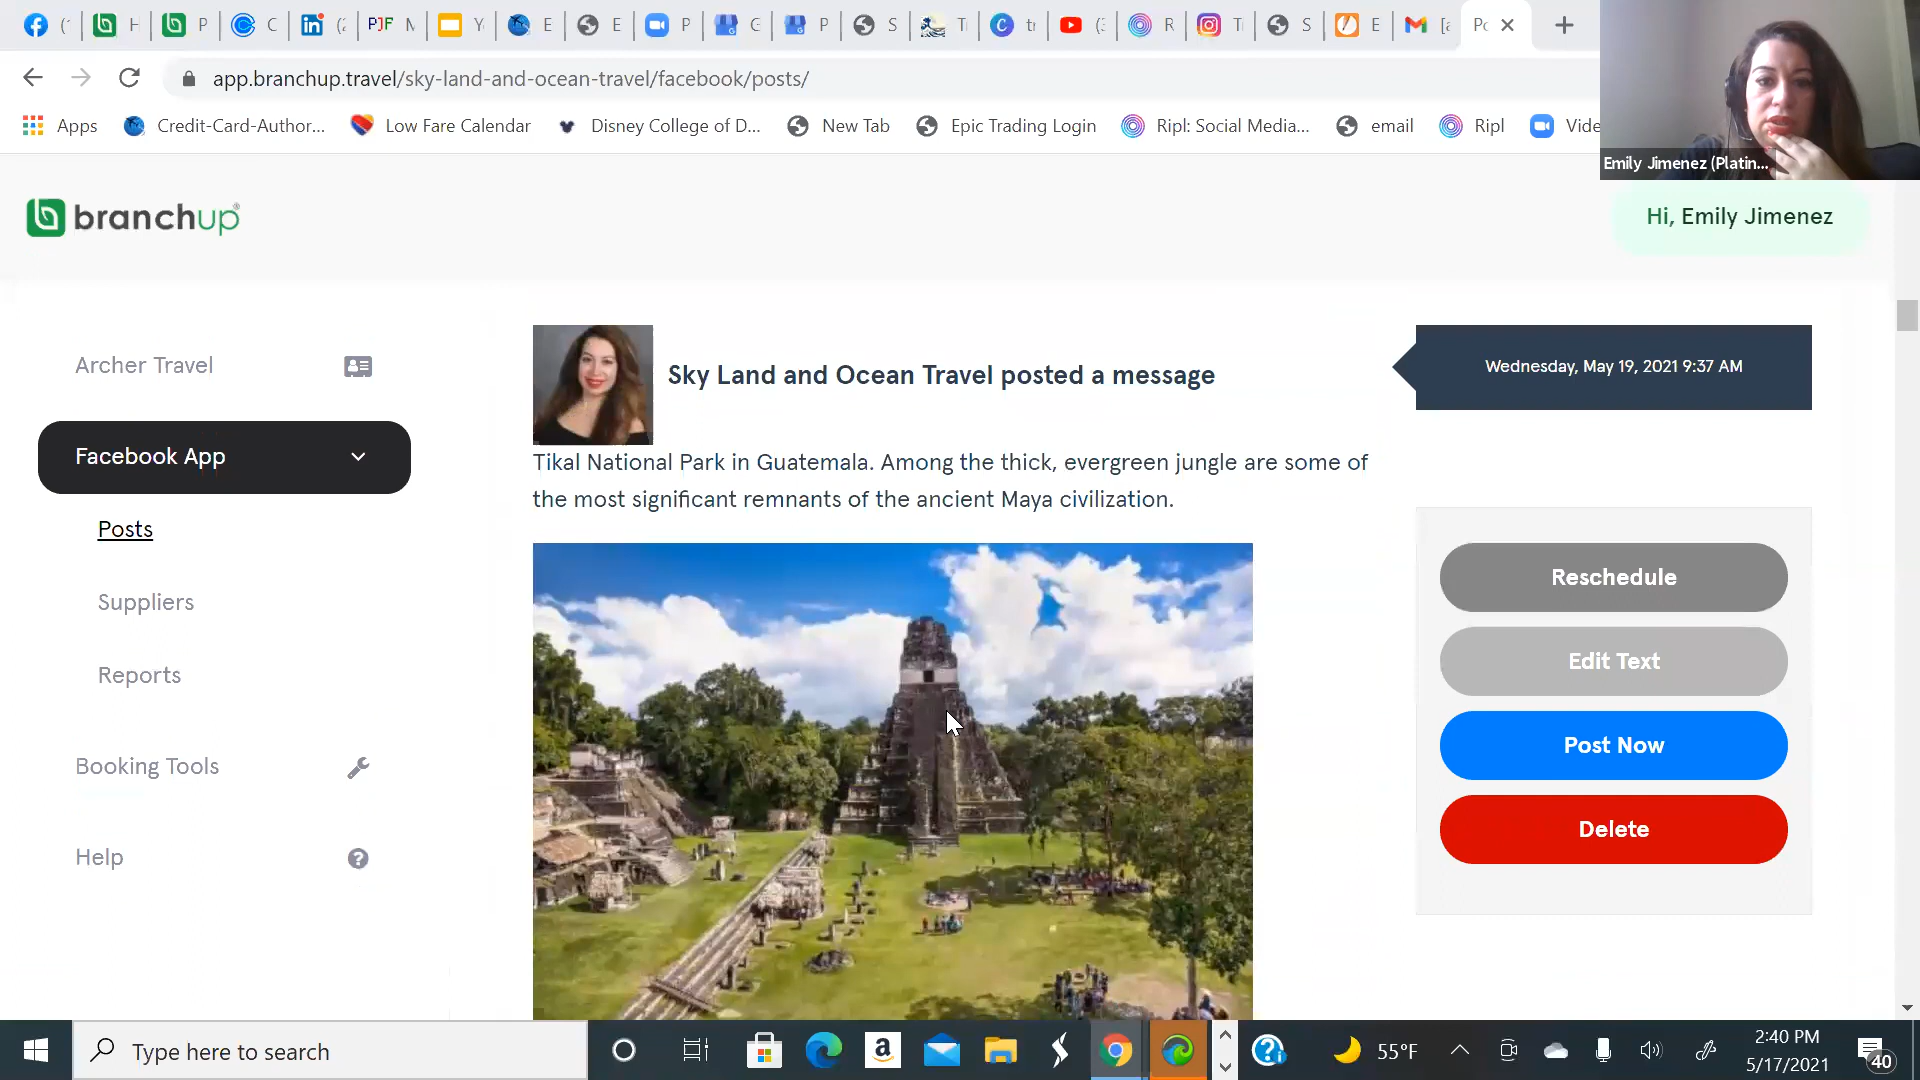 app.branchup.travel/sky-land-and-ocean-travel/facebook/posts/
Apps
Credit-Card-Author...
Low Fare Calendar
Disney College of D...
New Tab
Epic Trading Login
Ripl: Social Media...
email
Ripl
Emily Jimenez (Platin...
branchup
Hi, Emily Jimenez
Archer Travel
Facebook App
Posts
Suppliers
Reports
Booking Tools
Help
Sky Land and Ocean Travel posted a message
Wednesday, May 19, 2021 9:37 AM
Tikal National Park in Guatemala. Among the thick, evergreen jungle are some of
the most significant remnants of the ancient Maya civilization.
Reschedule
Edit Text
Post Now
Delete
Type here to search
55°F
2:40 PM
5/17/2021
40